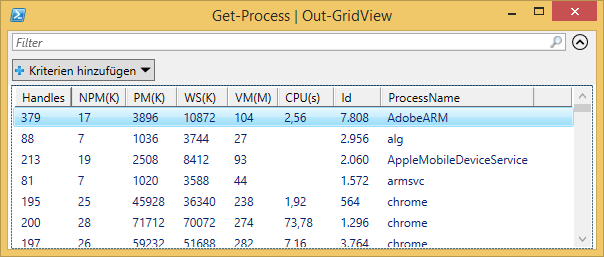 Get-Process | Out-GridView
Filter
Kriterien hinzufügen
Handles NPM(K) PM(K) WS(K) VM(M) CPU(s) Id ProcessName
379 17 3896 10872 104 2,56 7.808 AdobeARM
88 7 1036 3744 27 2.956 alg
213 19 2508 8412 93 2.060 AppleMobileDeviceService
81 7 1020 3588 44 1.572 armsvc
195 25 45928 36340 238 1,92 564 chrome
200 28 71712 70072 274 73,78 1.296 chrome
197 26 59232 51688 282 7,16 3.764 chrome